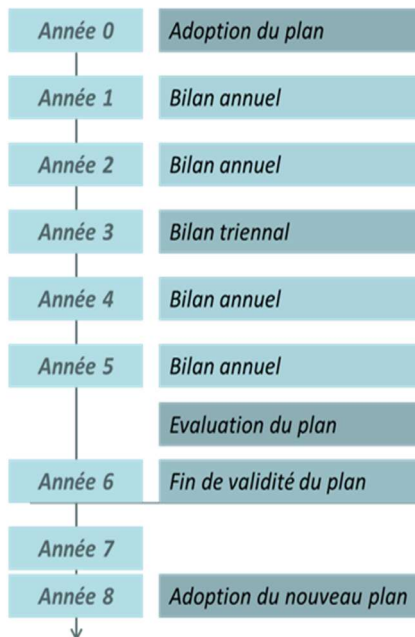 Année 0 Adoption du plan
Année 1 Bilan annuel
Année 2 Bilan annuel
Année 3 Bilan triennal
Année 4 Bilan annuel
Année 5 Bilan annuel
Evaluation du plan
Année 6 Fin de validité du plan
Année 7
Année 8 Adoption du nouveau plan